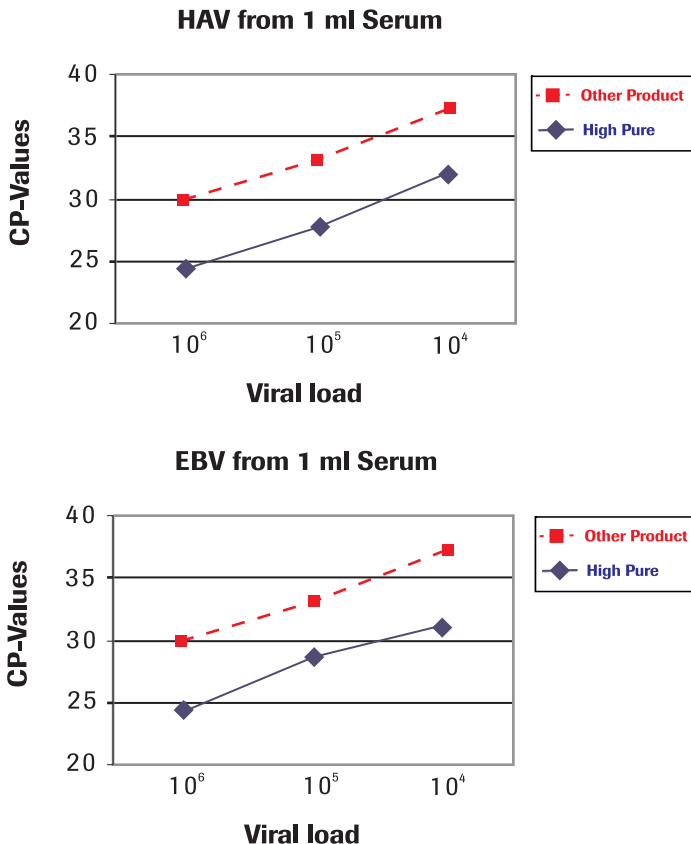 HAV from 1 ml Serum
CP-Values
40
35
30
25
20
10⁶ 10⁵ 10⁴
Viral load
Other Product
High Pure
EBV from 1 ml Serum
CP-Values
40
35
30
25
20
10⁶ 10⁵ 10⁴
Viral load
Other Product
High Pure